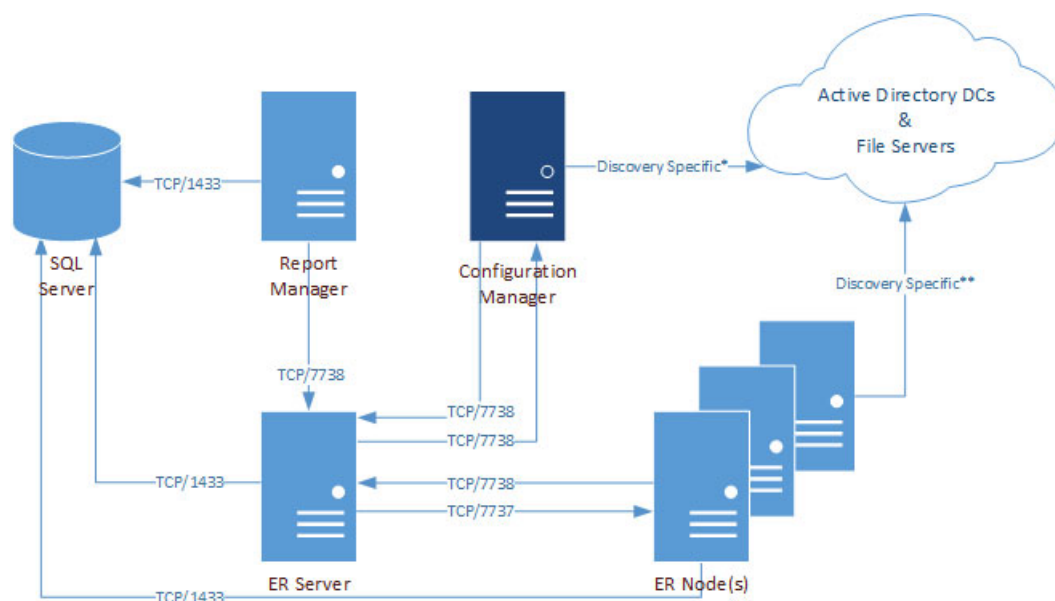 Active Directory DCs
&
File Servers
Discovery Specific*
TCP/1433
SQL
Server
Report
Manager
Configuration
Manager
Discovery Specific**
TCP/7738
TCP/7738
TCP/7738
TCP/1433
TCP/7738
TCP/7737
ER Server
ER Node(s)
TCP/1433